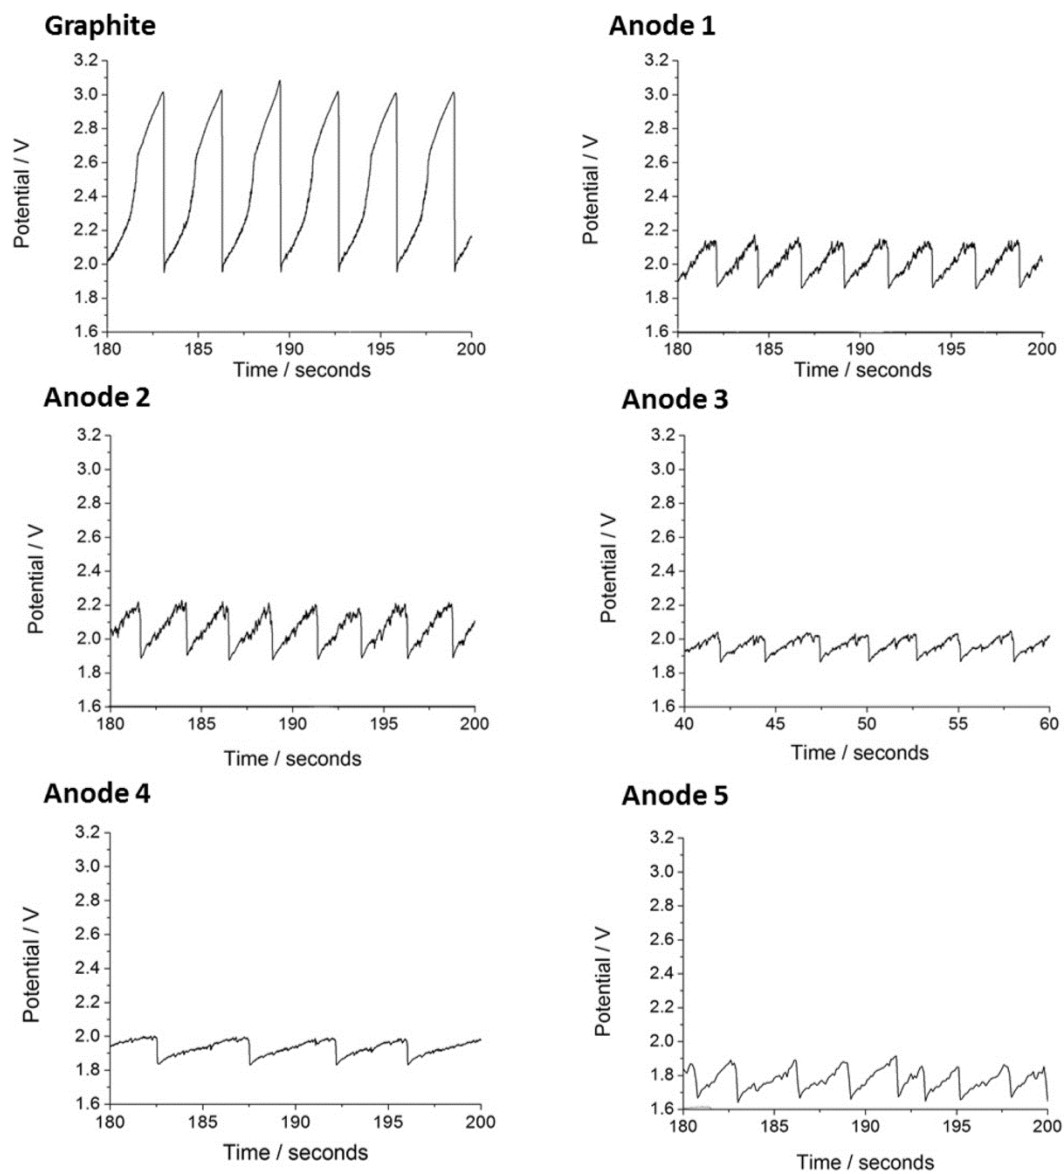 Graphite
Anode 1
3.2
3.0
2.8
2.6
2.4
2.2
2.0
1.8
1.6
Potential / V
180 185 190 195 200
Time / seconds
3.2
3.0
2.8
2.6
2.4
2.2
2.0
1.8
1.6
Potential / V
180 185 190 195 200
Time / seconds
Anode 2
Anode 3
3.2
3.0
2.8
2.6
2.4
2.2
2.0
1.8
1.6
Potential / V
180 185 190 195 200
Time / seconds
3.2
3.0
2.8
2.6
2.4
2.2
2.0
1.8
1.6
Potential / V
40 45 50 55 60
Time / seconds
Anode 4
Anode 5
3.2
3.0
2.8
2.6
2.4
2.2
2.0
1.8
1.6
Potential / V
180 185 190 195 200
Time / seconds
3.2
3.0
2.8
2.6
2.4
2.2
2.0
1.8
1.6
Potential / V
180 185 190 195 200
Time / seconds